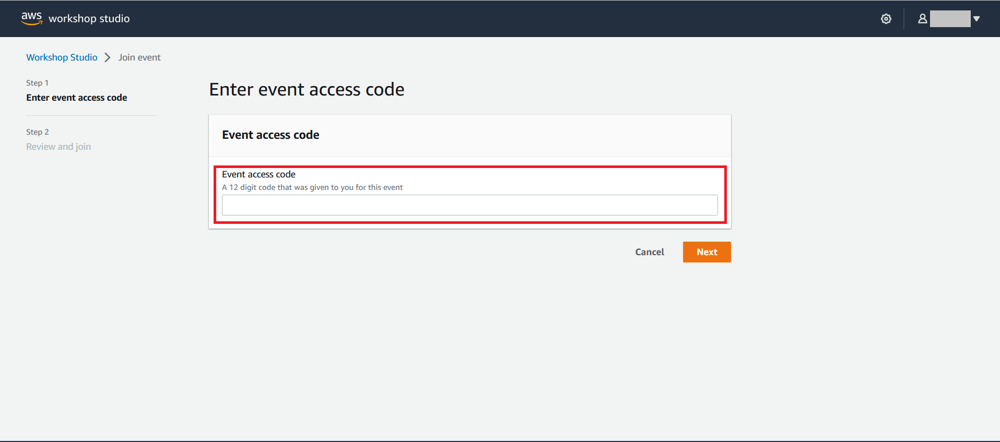 aws workshop studio
Workshop Studio > Join event
Step 1
Enter event access code
Step 2
Review and join
Enter event access code
Event access code
Event access code
A 12 digit code that was given to you for this event
Cancel
Next